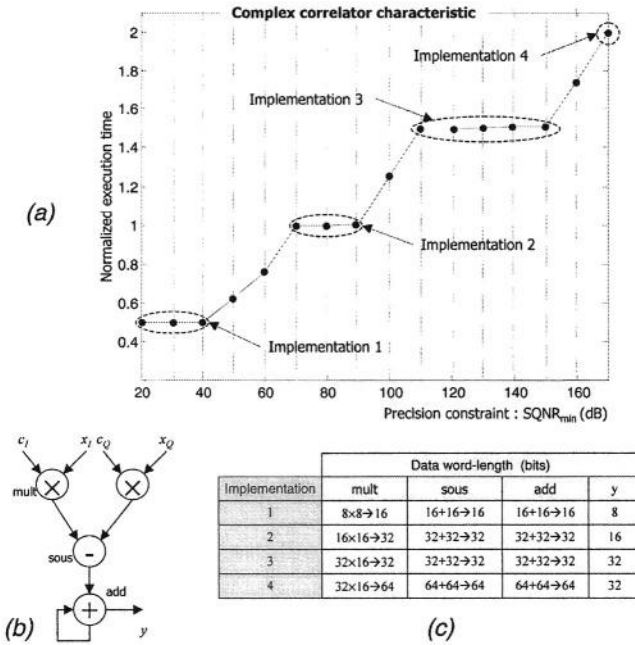 Complex correlator characteristic
2
1.8
1.6
1.4
1.2
1
0.8
0.6
0.4
Normalized execution time
Implementation 4
Implementation 3
Implementation 2
Implementation 1
(a)
20 40 60 80 100 120 140 160
Precision constraint : SQNRmin (dB)
(b)
cI xI cQ xQ
mult
×
×
sous
-
add
+
y
Data word-length (bits)
Implementation mult sous add y
1 8×8→16 16+16→16 16+16→16 8
2 16×16→32 32+32→32 32+32→32 16
3 32×16→32 32+32→32 32+32→32 32
4 32×16→64 64+64→64 64+64→64 32
(c)